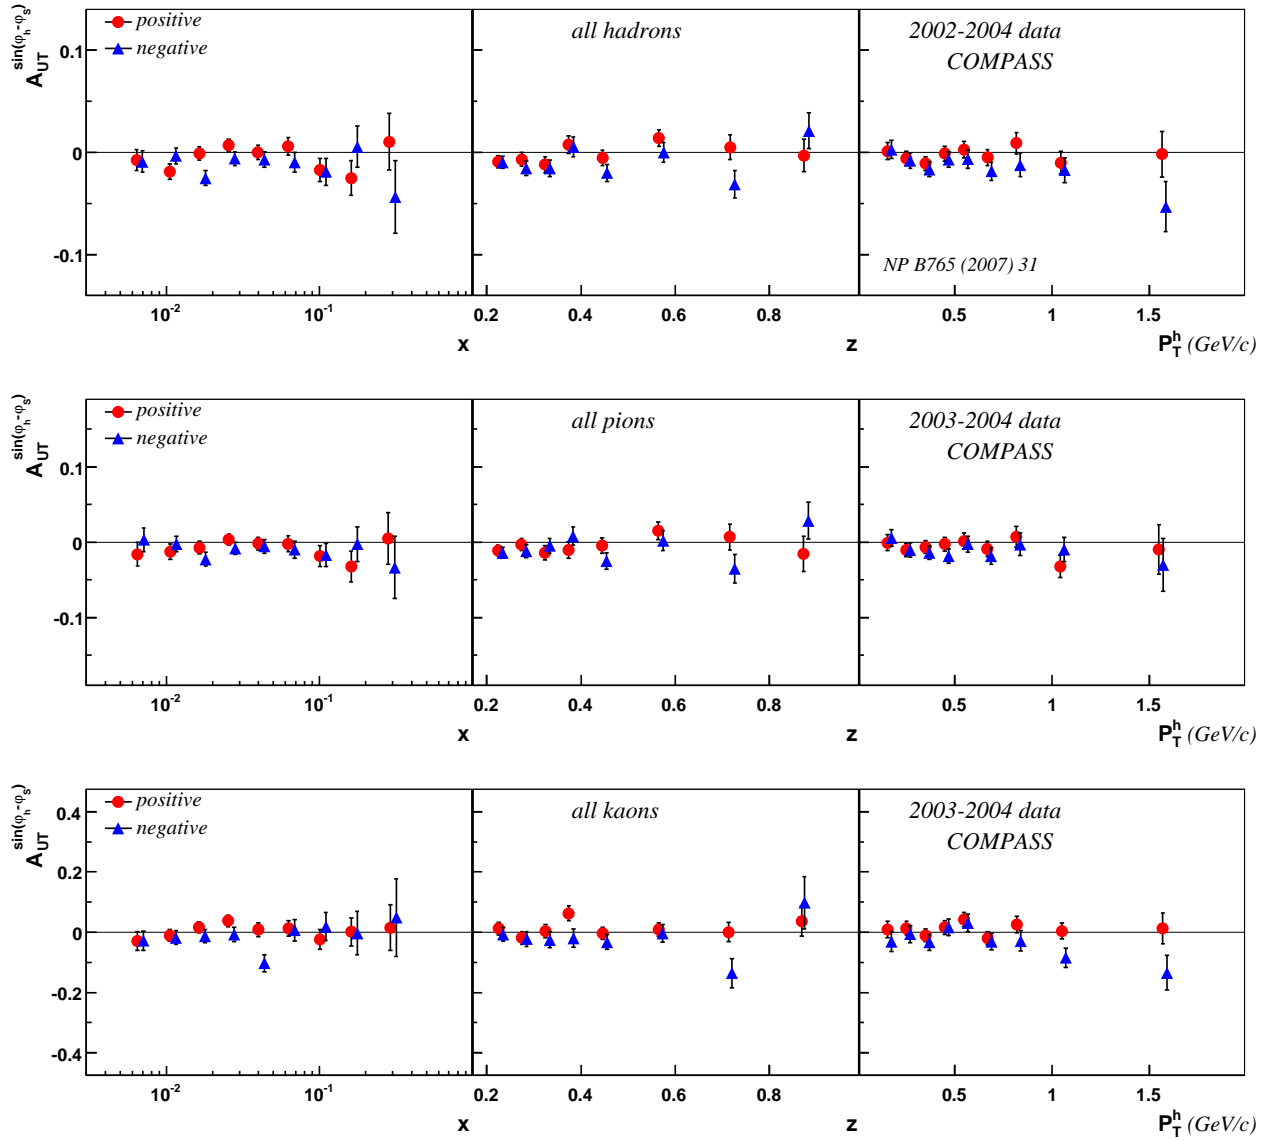 A_UT^sin(φ_h-φ_S)
positive
negative
all hadrons
2002-2004 data
COMPASS
NP B765 (2007) 31
0.1
0
-0.1
10^-2 10^-1 0.2 0.4 0.6 0.8 0.5 1 1.5
x z P_T^h (GeV/c)
A_UT^sin(φ_h-φ_S)
positive
negative
all pions
2003-2004 data
COMPASS
0.1
0
-0.1
10^-2 10^-1 0.2 0.4 0.6 0.8 0.5 1 1.5
x z P_T^h (GeV/c)
A_UT^sin(φ_h-φ_S)
positive
negative
all kaons
2003-2004 data
COMPASS
0.4
0.2
0
-0.2
-0.4
10^-2 10^-1 0.2 0.4 0.6 0.8 0.5 1 1.5
x z P_T^h (GeV/c)